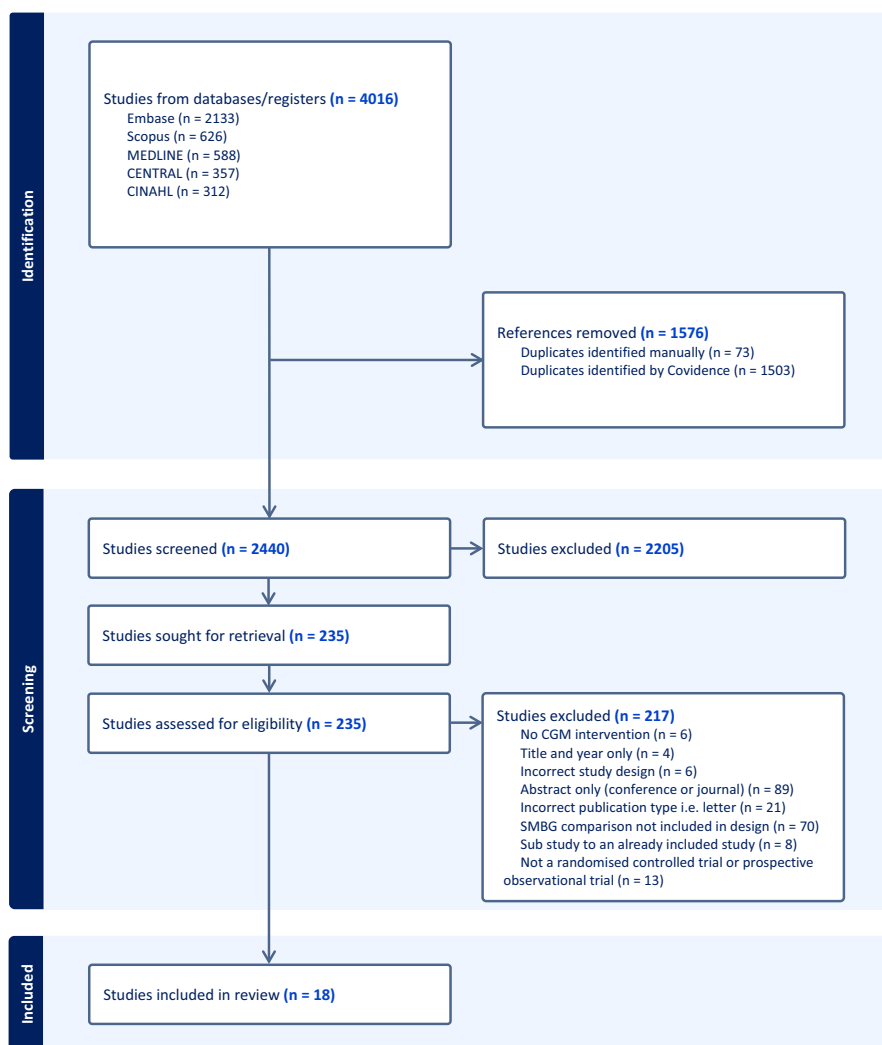 Identification
Studies from databases/registers (n = 4016)
Embase (n = 2133)
Scopus (n = 626)
MEDLINE (n = 588)
CENTRAL (n = 357)
CINAHL (n = 312)
References removed (n = 1576)
Duplicates identified manually (n = 73)
Duplicates identified by Covidence (n = 1503)
Screening
Studies screened (n = 2440)
Studies excluded (n = 2205)
Studies sought for retrieval (n = 235)
Studies assessed for eligibility (n = 235)
Studies excluded (n = 217)
No CGM intervention (n = 6)
Title and year only (n = 4)
Incorrect study design (n = 6)
Abstract only (conference or journal) (n = 89)
Incorrect publication type i.e. letter (n = 21)
SMBG comparison not included in design (n = 70)
Sub study to an already included study (n = 8)
Not a randomised controlled trial or prospective
observational trial (n = 13)
Included
Studies included in review (n = 18)